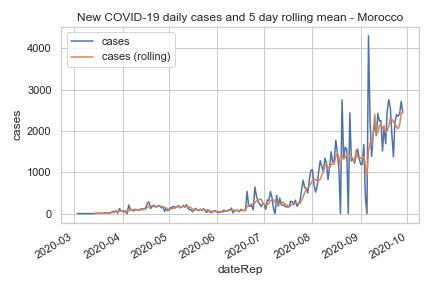 New COVID-19 daily cases and 5 day rolling mean - Morocco
cases
cases (rolling)
4000
3000
2000
1000
0
cases
2020-03
2020-04
2020-05
2020-06
2020-07
2020-08
2020-09
2020-10
dateRep